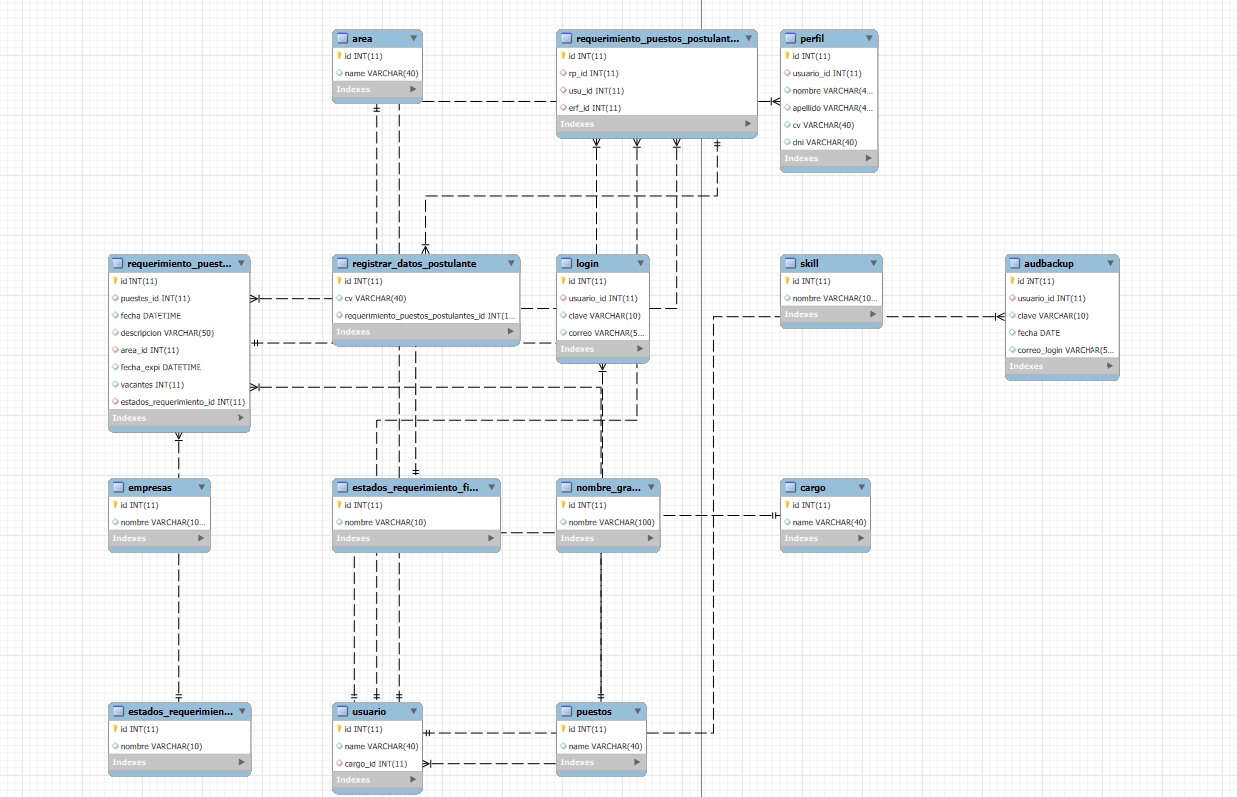 area
id INT(11)
name VARCHAR(40)
Indexes
requerimiento_puestos_postulant...
id INT(11)
rp_id INT(11)
usu_id INT(11)
erf_id INT(11)
Indexes
perfil
id INT(11)
usuario_id INT(11)
nombre VARCHAR(4...
apellido VARCHAR(4...
cv VARCHAR(40)
dni VARCHAR(40)
Indexes
requerimiento_puest...
id INT(11)
puestes_id INT(11)
fecha DATETIME
descripcion VARCHAR(50)
area_id INT(11)
fecha_expi DATETIME
vacantes INT(11)
estados_requerimiento_id INT(11)
Indexes
registrar_datos_postulante
id INT(11)
cv VARCHAR(40)
requerimiento_puestos_postulantes_id INT(1...
Indexes
login
id INT(11)
usuario_id INT(11)
clave VARCHAR(10)
correo VARCHAR(5...
Indexes
skill
id INT(11)
nombre VARCHAR(10...
Indexes
audbackup
id INT(11)
usuario_id INT(11)
clave VARCHAR(10)
fecha DATE
correo_login VARCHAR(5...
Indexes
empresas
id INT(11)
nombre VARCHAR(10...
Indexes
estados_requerimiento_fi...
id INT(11)
nombre VARCHAR(10)
Indexes
nombre_gra...
id INT(11)
nombre VARCHAR(100)
Indexes
cargo
id INT(11)
name VARCHAR(40)
Indexes
estados_requerimien...
id INT(11)
nombre VARCHAR(10)
Indexes
usuario
id INT(11)
name VARCHAR(40)
cargo_id INT(11)
Indexes
puestos
id INT(11)
name VARCHAR(40)
Indexes